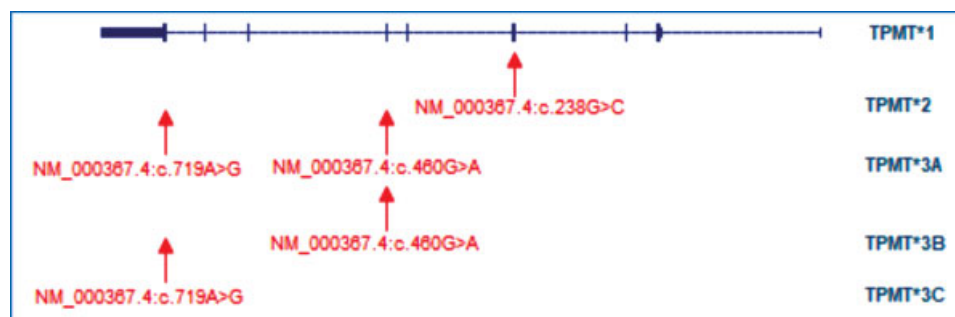 TPMT*1
NM_000367.4:c.238G>C TPMT*2
NM_000367.4:c.719A>G NM_000367.4:c.460G>A TPMT*3A
NM_000367.4:c.460G>A TPMT*3B
NM_000367.4:c.719A>G TPMT*3C